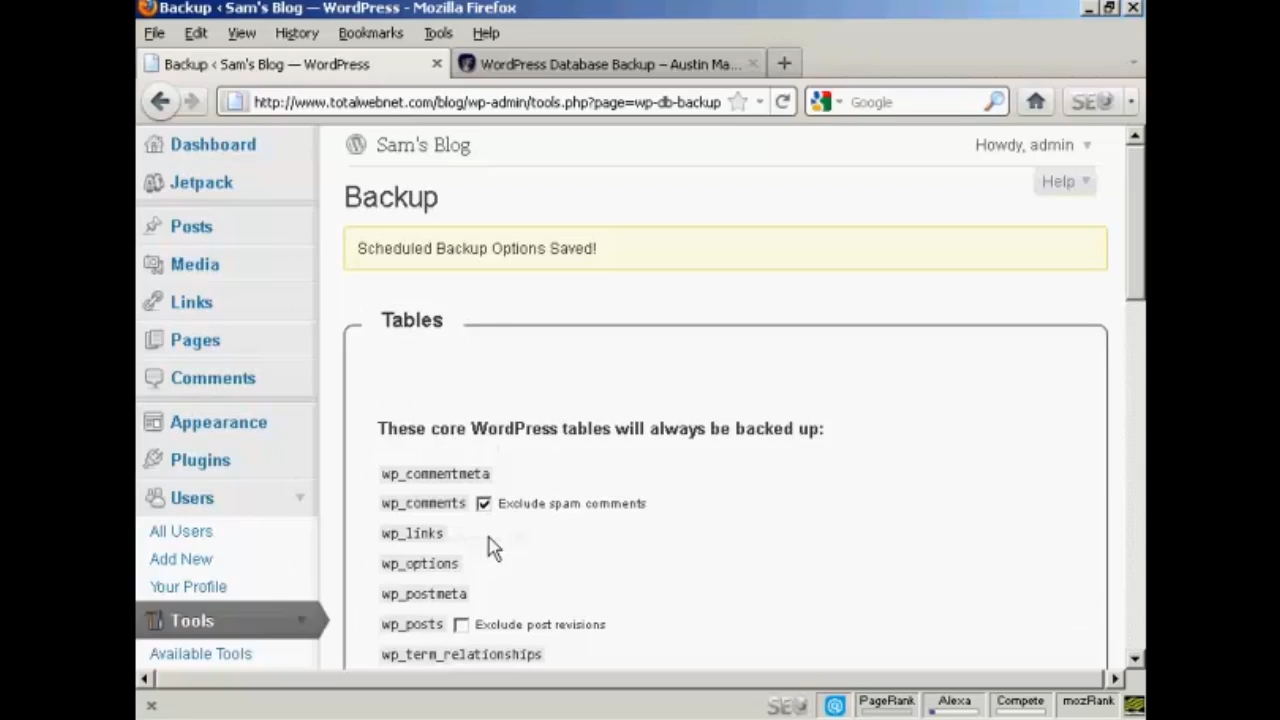 Backup ‹ Sam's Blog — WordPress - Mozilla Firefox
File Edit View History Bookmarks Tools Help
Backup ‹ Sam's Blog — WordPress
WordPress Database Backup – Austin Ma...
http://www.totalwebnet.com/blog/wp-admin/tools.php?page=wp-db-backup
Google
SE
Dashboard
Jetpack
Posts
Media
Links
Pages
Comments
Appearance
Plugins
Users
All Users
Add New
Your Profile
Tools
Available Tools
Sam's Blog
Howdy, admin
Help
Backup
Scheduled Backup Options Saved!
Tables
These core WordPress tables will always be backed up:
wp_commentmeta
wp_comments Exclude spam comments
wp_links
wp_options
wp_postmeta
wp_posts Exclude post revisions
wp_term_relationships
SE PageRank Alexa Compete mozRank